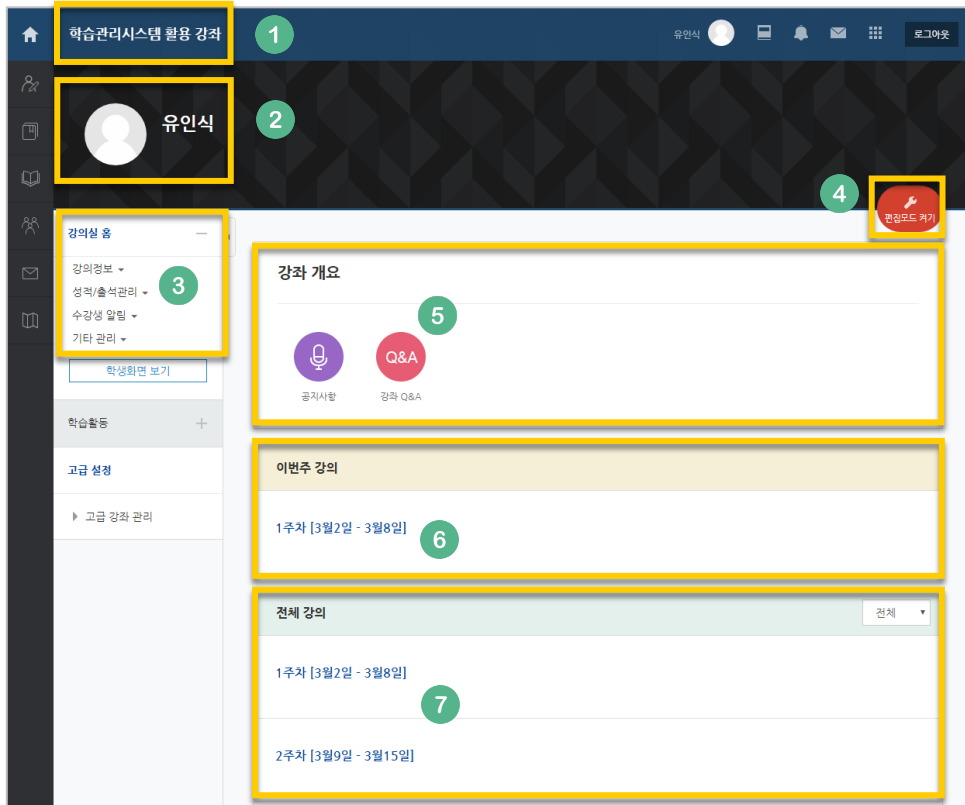 학습관리시스템 활용 강좌
1
유인식
로그아웃
유인식
2
4
편집모드 켜기
강의실 홈
강의정보
성적/출석관리
수강생 알림
기타 관리
3
학생화면 보기
학습활동
고급 설정
고급 강좌 관리
강좌 개요
5
Q&A
공지사항
강좌 Q&A
이번주 강의
1주차 [3월2일 - 3월8일]
6
전체 강의
전체
1주차 [3월2일 - 3월8일]
7
2주차 [3월9일 - 3월15일]